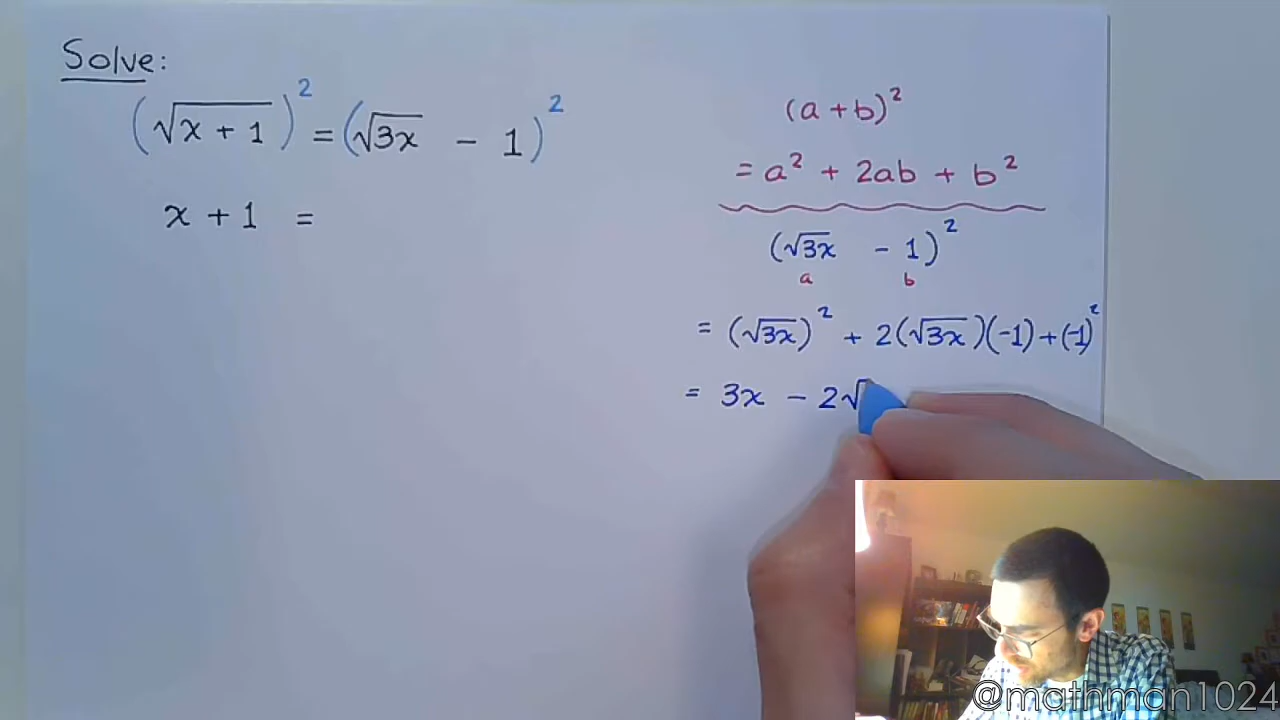 Solve:
(√x + 1)² = (√3x - 1)²
x + 1 =
(a + b)²
= a² + 2ab + b²
(√3x - 1)²
a b
= (√3x)² + 2(√3x)(-1) + (-1)²
= 3x - 2√
@mathman1024